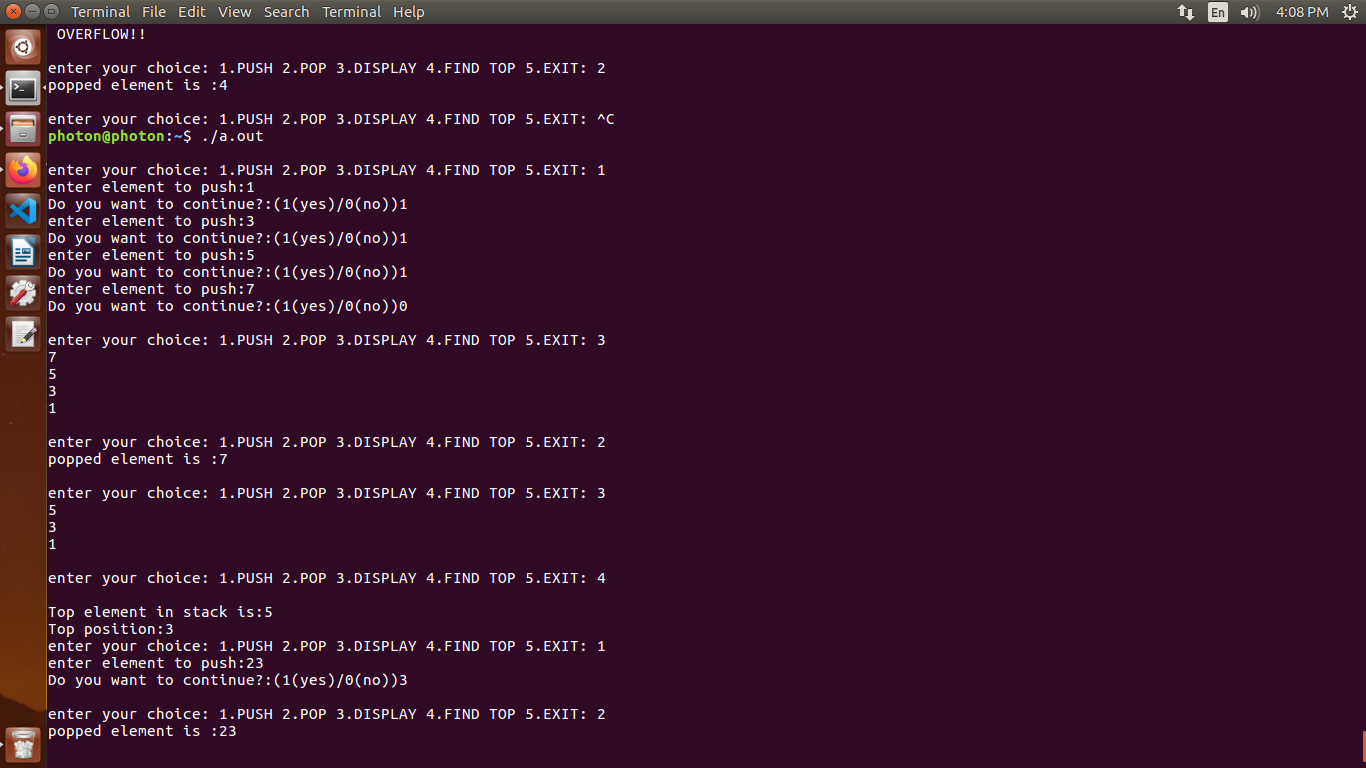 Terminal File Edit View Search Terminal Help En 4:08 PM
OVERFLOW!!
enter your choice: 1.PUSH 2.POP 3.DISPLAY 4.FIND TOP 5.EXIT: 2
popped element is :4
enter your choice: 1.PUSH 2.POP 3.DISPLAY 4.FIND TOP 5.EXIT: ^C
photon@photon:~$ ./a.out
enter your choice: 1.PUSH 2.POP 3.DISPLAY 4.FIND TOP 5.EXIT: 1
enter element to push:1
Do you want to continue?:(1(yes)/0(no))1
enter element to push:3
Do you want to continue?:(1(yes)/0(no))1
enter element to push:5
Do you want to continue?:(1(yes)/0(no))1
enter element to push:7
Do you want to continue?:(1(yes)/0(no))0
enter your choice: 1.PUSH 2.POP 3.DISPLAY 4.FIND TOP 5.EXIT: 3
7
5
3
1
enter your choice: 1.PUSH 2.POP 3.DISPLAY 4.FIND TOP 5.EXIT: 2
popped element is :7
enter your choice: 1.PUSH 2.POP 3.DISPLAY 4.FIND TOP 5.EXIT: 3
5
3
1
enter your choice: 1.PUSH 2.POP 3.DISPLAY 4.FIND TOP 5.EXIT: 4
Top element in stack is:5
Top position:3
enter your choice: 1.PUSH 2.POP 3.DISPLAY 4.FIND TOP 5.EXIT: 1
enter element to push:23
Do you want to continue?:(1(yes)/0(no))3
enter your choice: 1.PUSH 2.POP 3.DISPLAY 4.FIND TOP 5.EXIT: 2
popped element is :23